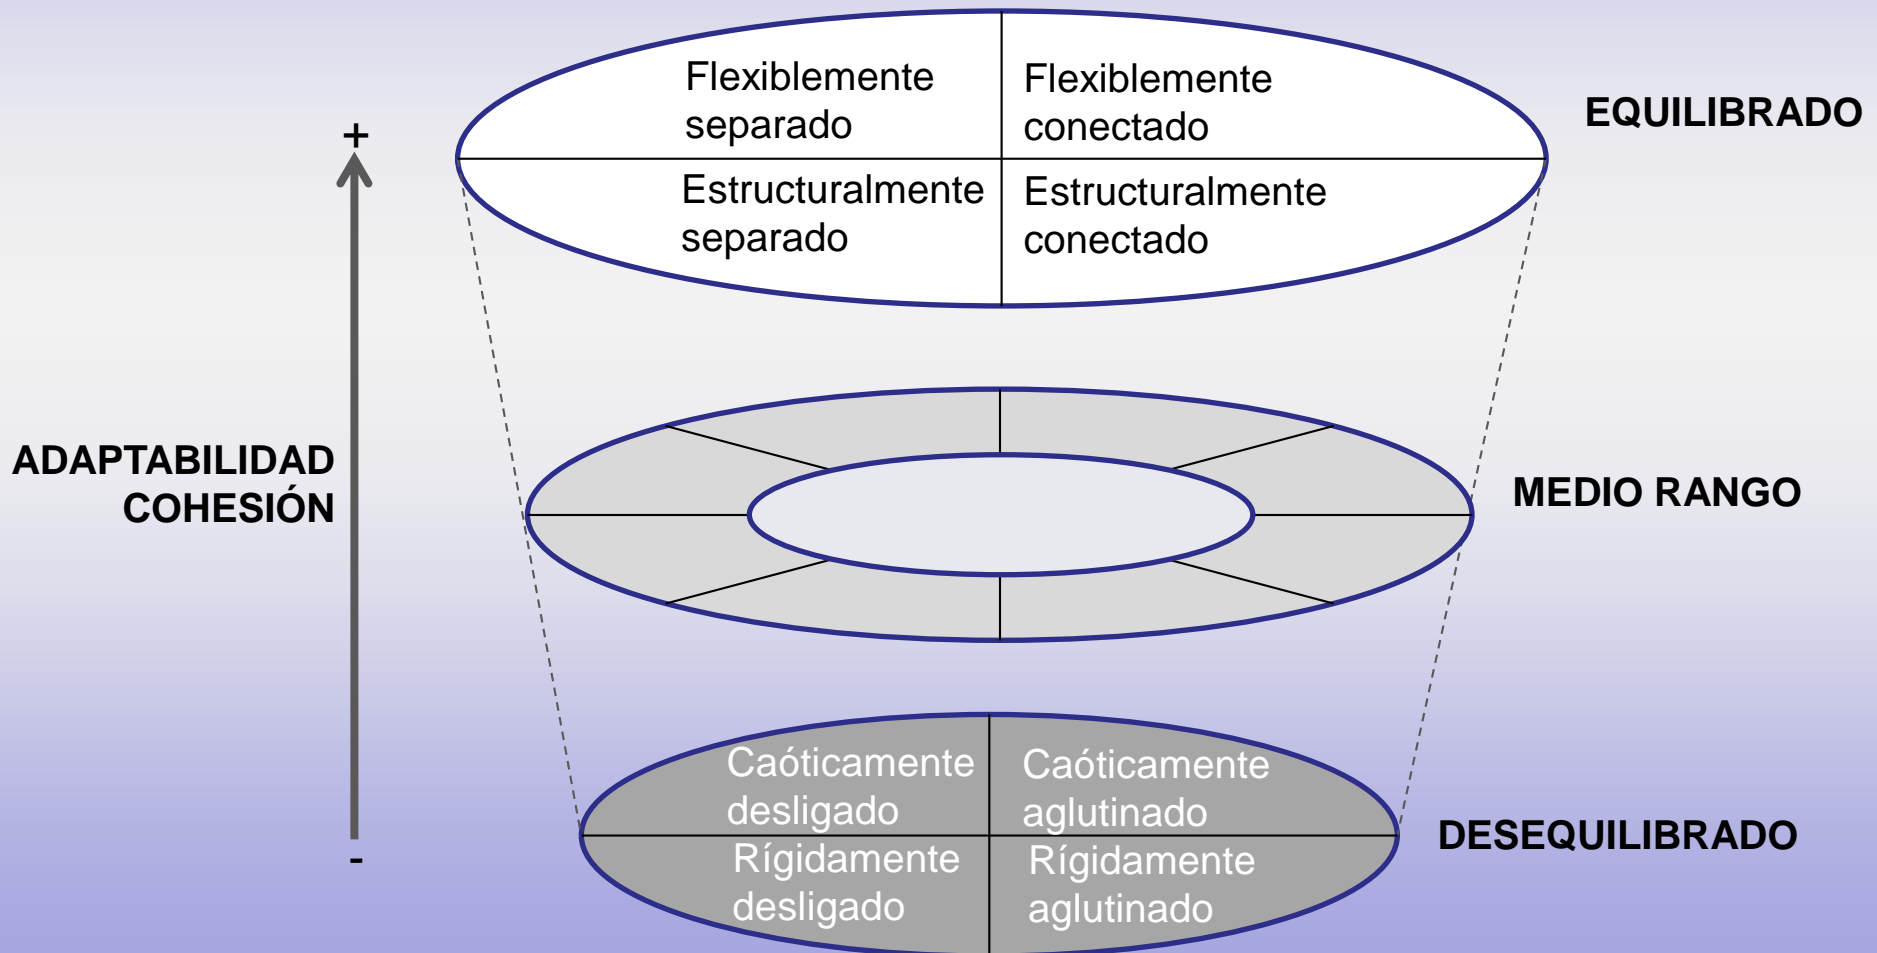 Flexiblemente
separado
Flexiblemente
conectado
EQUILIBRADO
+
Estructuralmente
separado
Estructuralmente
conectado
ADAPTABILIDAD
COHESIÓN
MEDIO RANGO
Caóticamente
desligado
Caóticamente
aglutinado
DESEQUILIBRADO
-
Rígidamente
desligado
Rígidamente
aglutinado